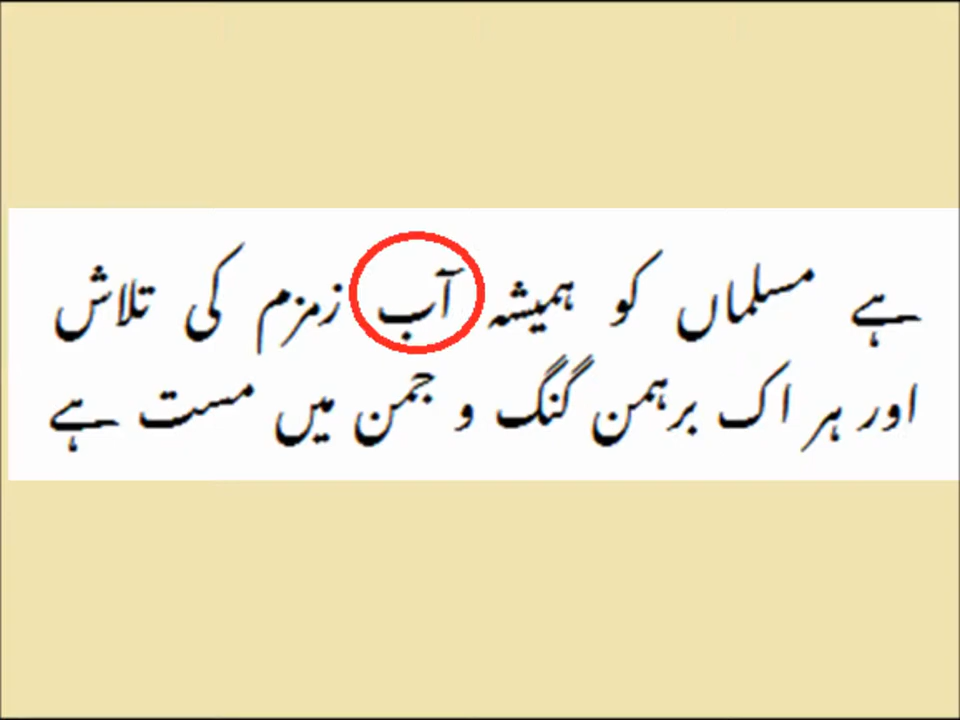 ہے مسلماں کو ہمیشہ آب زمزم کی تلاش
اور ہر اک برہمن گنگ و جمن میں مست ہے